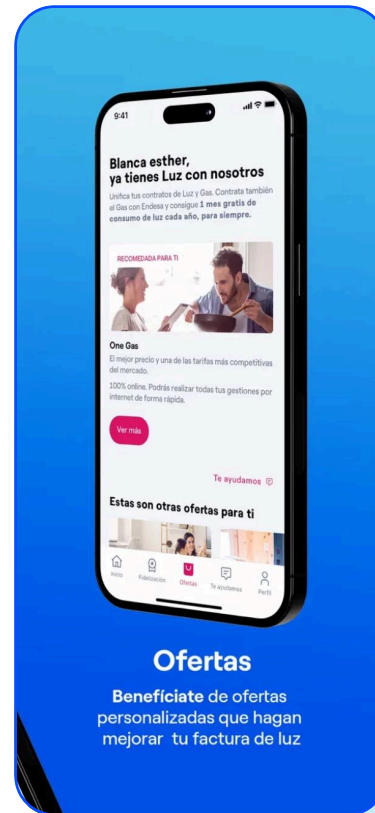 9:41
Blanca esther,
ya tienes Luz con nosotros
Unifica tus contratos de Luz y Gas. Contrata también
el Gas con Endesa y consigue 1 mes gratis de
consumo de luz cada año, para siempre.
RECOMEDADA PARA TI
One Gas
El mejor precio y una de las tarifas más competitivas
del mercado.
100% online. Podrás realizar todas tus gestiones por
internet de forma rápida.
Ver más
Te ayudamos
Estas son otras ofertas para ti
Inicio
Fidelización
Ofertas
Te ayudamos
Perfil
Ofertas
Benefíciate de ofertas
personalizadas que hagan
mejorar tu factura de luz